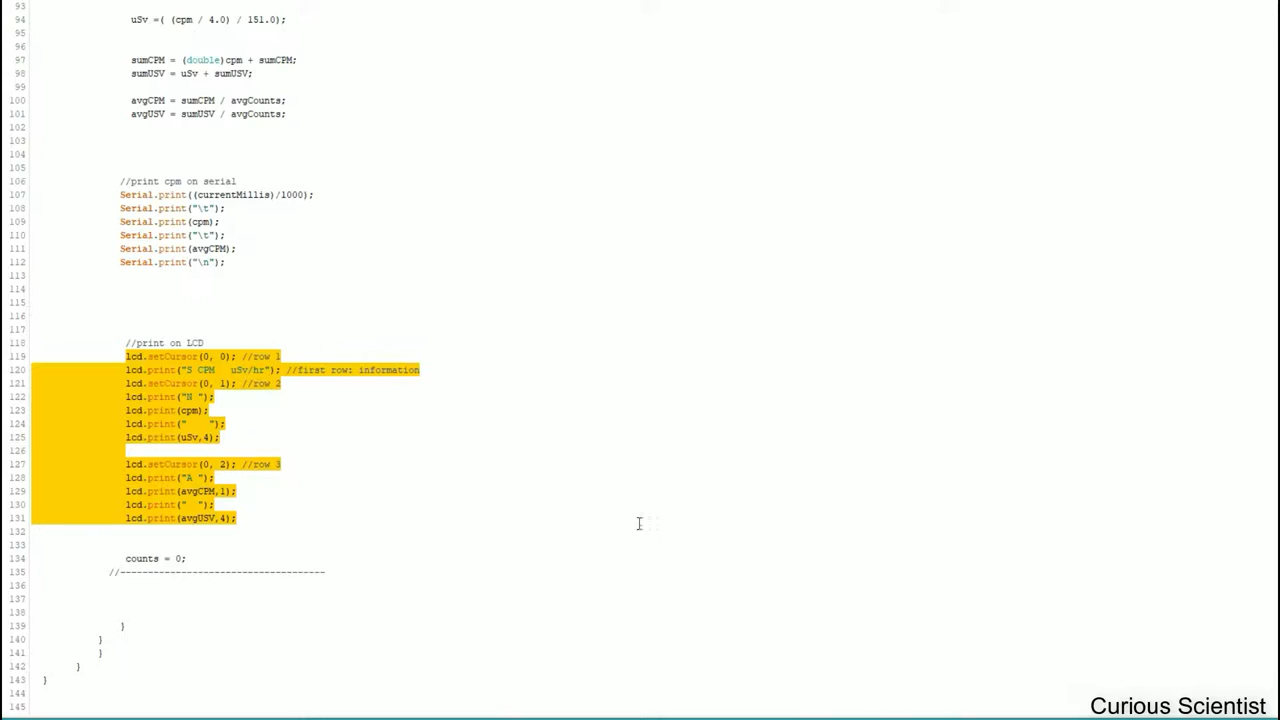 93
94 uSv =( (cpm / 4.0) / 151.0);
95
96
97 sumCPM = (double)cpm + sumCPM;
98 sumUSV = uSv + sumUSV;
99
100 avgCPM = sumCPM / avgCounts;
101 avgUSV = sumUSV / avgCounts;
102
103
104
105
106 //print cpm on serial
107 Serial.print((currentMillis)/1000);
108 Serial.print("\t");
109 Serial.print(cpm);
110 Serial.print("\t");
111 Serial.print(avgCPM);
112 Serial.print("\n");
113
114
115
116
117
118 //print on LCD
119 lcd.setCursor(0, 0); //row 1
120 lcd.print("S CPM   uSv/hr"); //first row: information
121 lcd.setCursor(0, 1); //row 2
122 lcd.print("N ");
123 lcd.print(cpm);
124 lcd.print("    ");
125 lcd.print(uSv,4);
126
127 lcd.setCursor(0, 2); //row 3
128 lcd.print("A ");
129 lcd.print(avgCPM,1);
130 lcd.print("  ");
131 lcd.print(avgUSV,4);
132
133
134 counts = 0;
135 //-----------------------------------
136
137
138
139 }
140 }
141 }
142 }
143 }
144
145
Curious Scientist